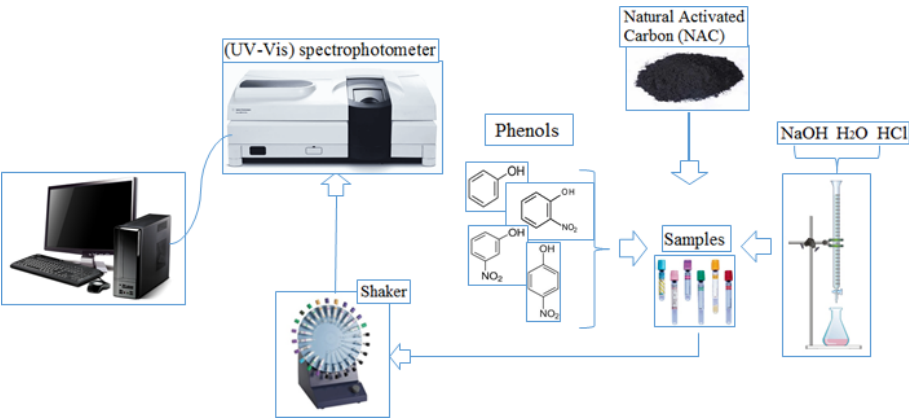 Natural Activated
Carbon (NAC)
(UV-Vis) spectrophotometer
Phenols
NaOH H₂O HCl
OH
OH
NO₂
OH
NO₂
OH
NO₂
Samples
Shaker